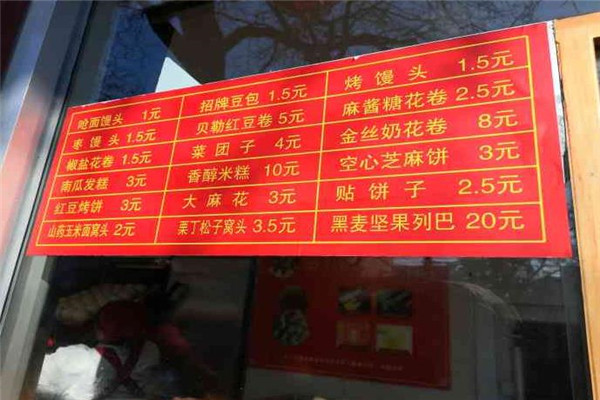 呛面馒头 1元
枣馒头 1.5元
椒盐花卷 1.5元
南瓜发糕 3元
红豆烤饼 3元
山药玉米面窝头 2元
招牌豆包 1.5元
贝勒红豆卷 5元
菜团子 4元
香醇米糕 10元
大麻花 3元
栗丁松子窝头 3.5元
烤馒头 1.5元
麻酱糖花卷 2.5元
金丝奶花卷 8元
空心芝麻饼 3元
贴饼子 2.5元
黑麦坚果列巴 20元